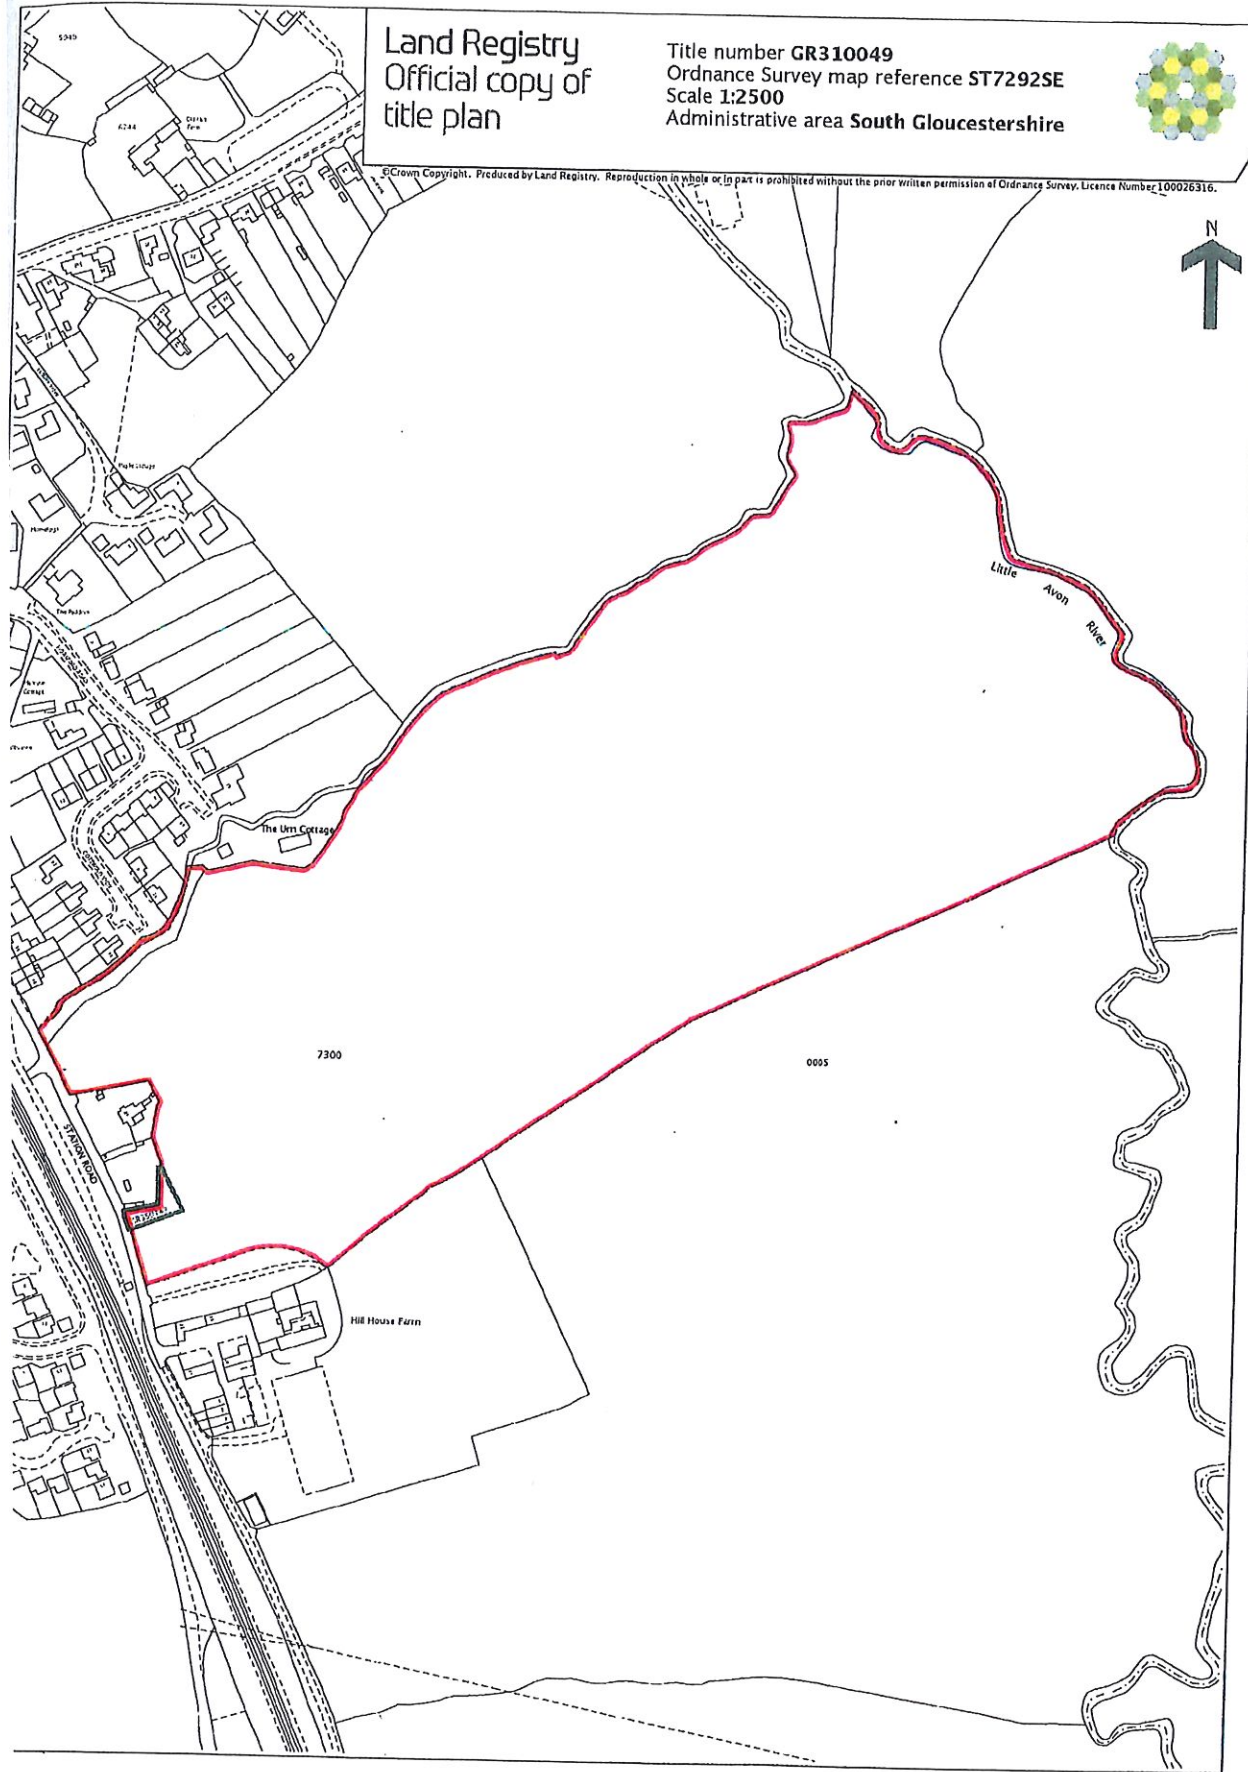 Land Registry
Official copy of
title plan
Title number GR310049
Ordnance Survey map reference ST7292SE
Scale 1:2500
Administrative area South Gloucestershire
©Crown Copyright. Produced by Land Registry. Reproduction in whole or in part is prohibited without the prior written permission of Ordnance Survey. Licence Number 100026316.
N
6244
Little
Avon
River
The Urn Cottage
7300
0005
STATION ROAD
Hill House Farm